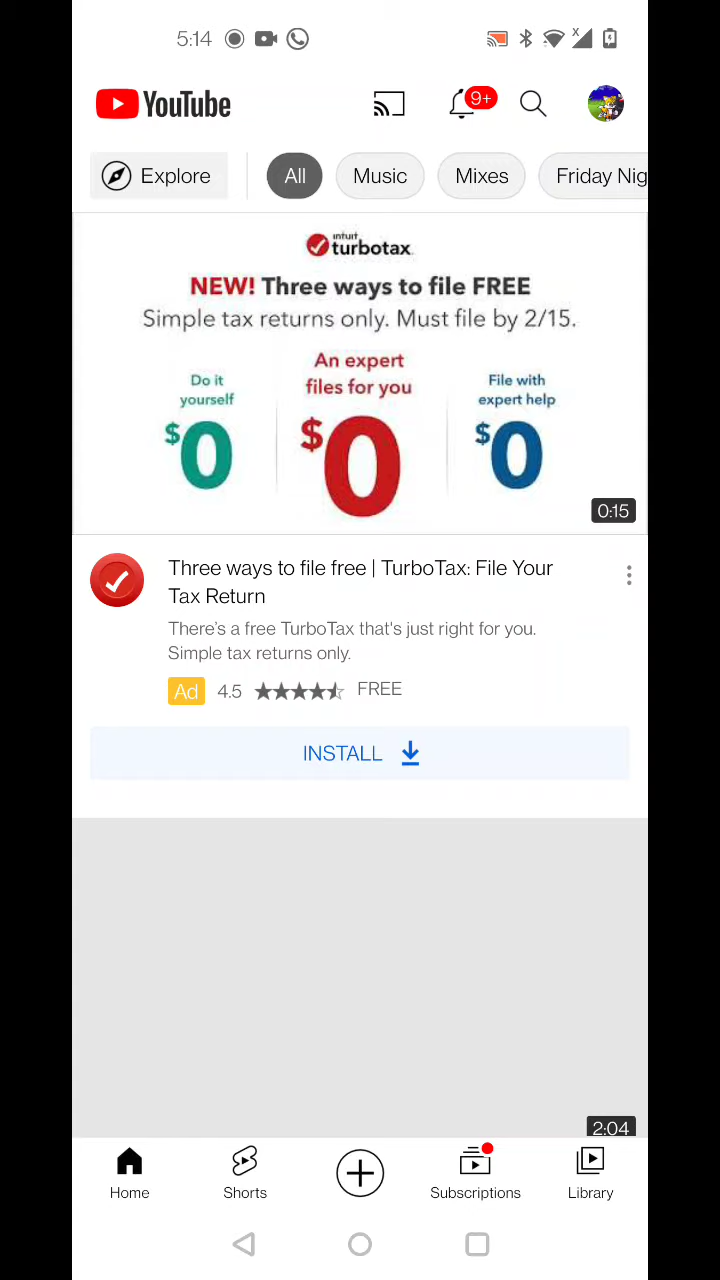 5:14
YouTube
9+
Explore
All
Music
Mixes
Friday Nig
intuit
turbotax
NEW! Three ways to file FREE
Simple tax returns only. Must file by 2/15.
Do it
yourself
$0
An expert
files for you
$0
File with
expert help
$0
0:15
Three ways to file free | TurboTax: File Your
Tax Return
There's a free TurboTax that's just right for you.
Simple tax returns only.
Ad 4.5 FREE
INSTALL
2:04
Home
Shorts
Subscriptions
Library